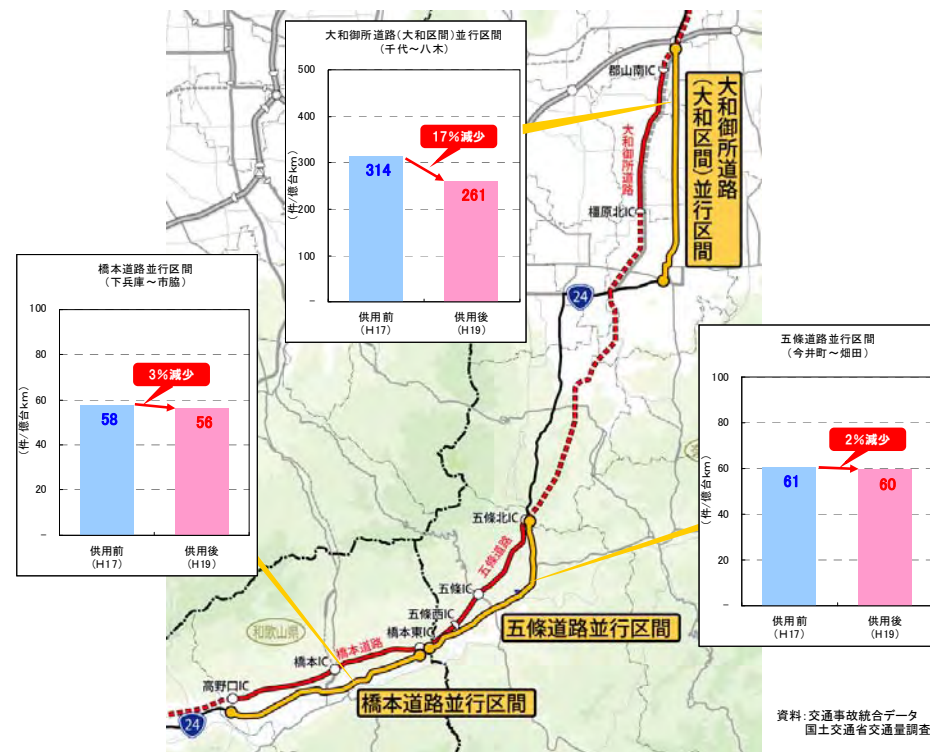 大和御所道路(大和区間)並行区間
(千代～八木)
(件/億台km)
500
400
300
200
100
－
17%減少
314
261
供用前
(H17)
供用後
(H19)
橋本道路並行区間
(下兵庫～市脇)
(件/億台km)
100
80
60
40
20
－
3%減少
58
56
供用前
(H17)
供用後
(H19)
五條道路並行区間
(今井町～畑田)
(件/億台km)
100
80
60
40
20
－
2%減少
61
60
供用前
(H17)
供用後
(H19)
郡山南IC
大和御所道路
橿原北IC
大和御所道路
(大和区間)並行区間
24
五條北IC
五條道路
五條IC
五條西IC
橋本東IC
橋本道路
橋本IC
高野口IC
和歌山県
24
五條道路並行区間
橋本道路並行区間
資料:交通事故統合データ
国土交通省交通量調査